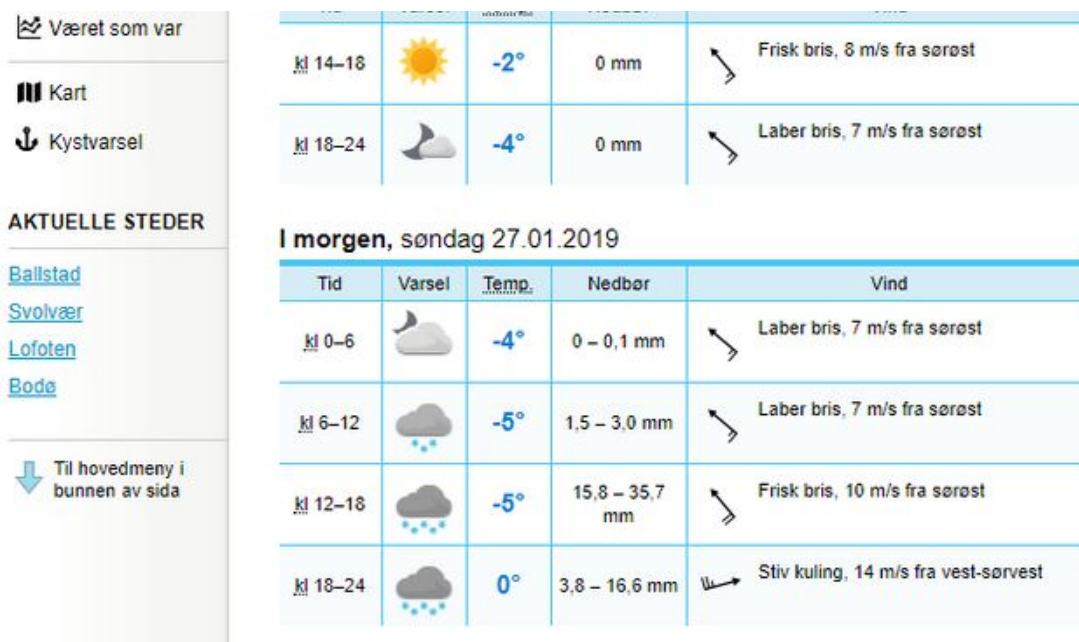 Været som var
Kart
Kystvarsel
AKTUELLE STEDER
Ballstad
Svolvær
Lofoten
Bodø
Til hovedmeny i
bunnen av sida
kl 14–18 -2° 0 mm Frisk bris, 8 m/s fra sørøst
kl 18–24 -4° 0 mm Laber bris, 7 m/s fra sørøst
I morgen, søndag 27.01.2019
Tid Varsel Temp. Nedbør Vind
kl 0–6 -4° 0 – 0,1 mm Laber bris, 7 m/s fra sørøst
kl 6–12 -5° 1,5 – 3,0 mm Laber bris, 7 m/s fra sørøst
kl 12–18 -5° 15,8 – 35,7 Frisk bris, 10 m/s fra sørøst
mm
kl 18–24 0° 3,8 – 16,6 mm Stiv kuling, 14 m/s fra vest-sørvest